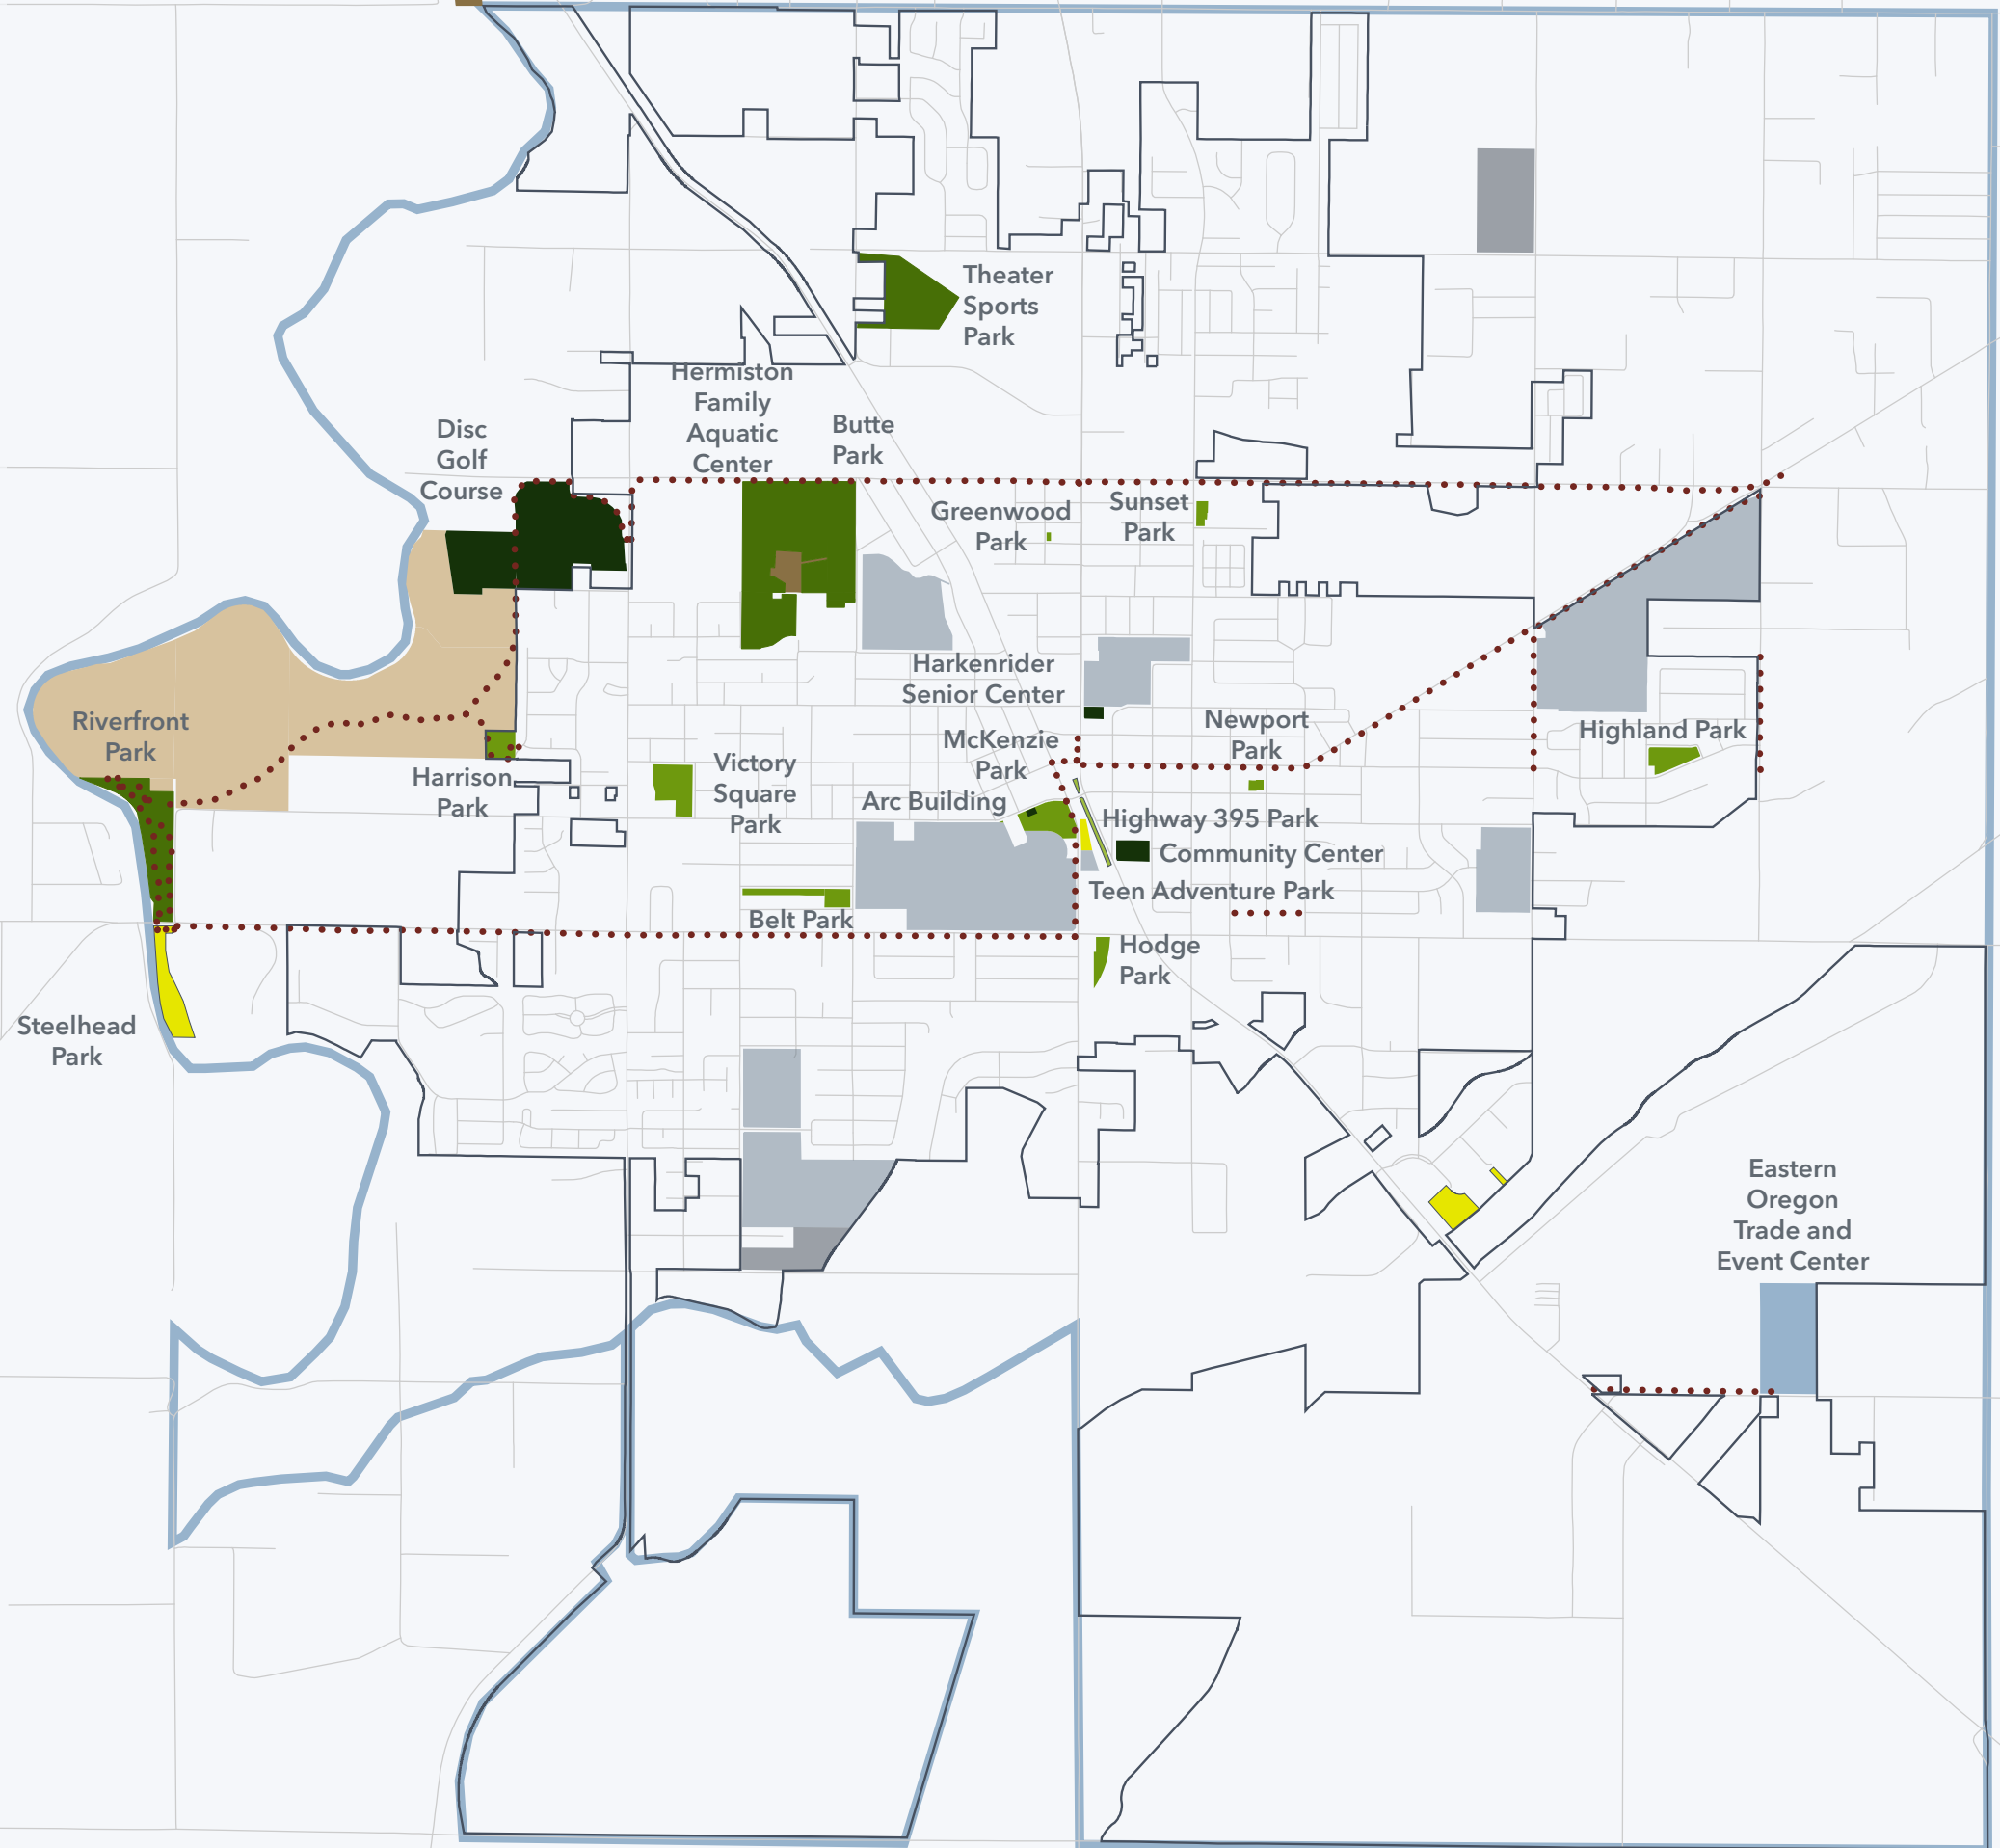 Theater
Sports
Park
Hermiston
Family
Aquatic
Center
Butte
Park
Disc
Golf
Course
Greenwood
Park
Sunset
Park
Harkenrider
Senior Center
Riverfront
Park
McKenzie
Park
Newport
Park
Highland Park
Harrison
Park
Victory
Square
Park
Arc Building
Highway 395 Park
Community Center
Teen Adventure Park
Belt Park
Hodge
Park
Steelhead
Park
Eastern
Oregon
Trade and
Event Center